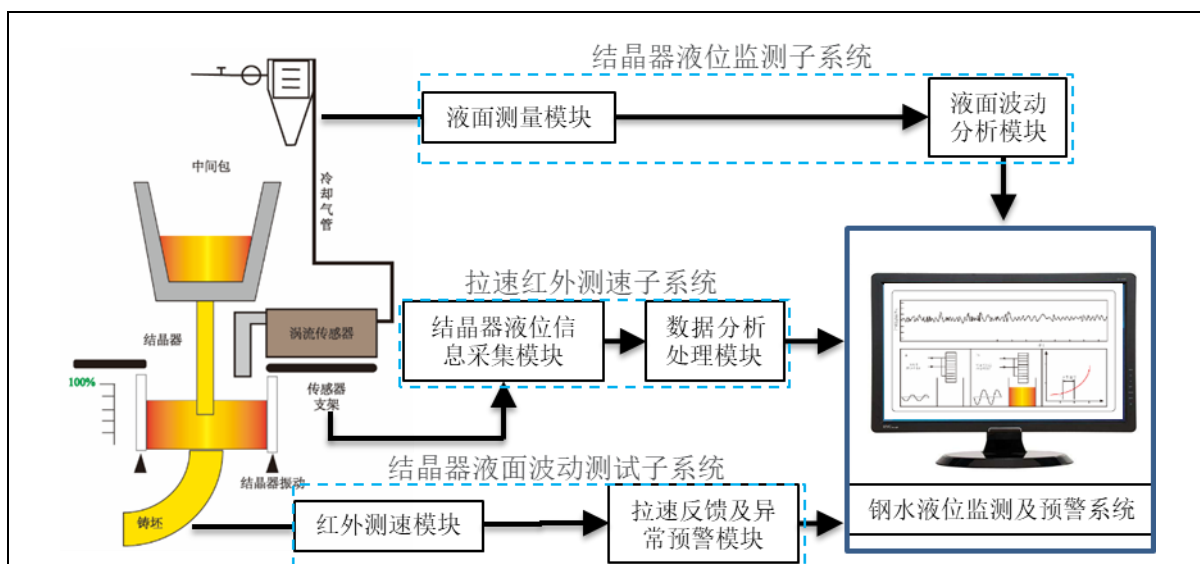 结晶器液位监测子系统
液面测量模块
液面波动
分析模块
中间包
冷
却
气
管
拉速红外测速子系统
结晶器液位信
息采集模块
数据分析
处理模块
结晶器
涡流传感器
100%
传感器
支架
结晶器液面波动测试子系统
结晶器振动
铸坯
红外测速模块
拉速反馈及异
常预警模块
钢水液位监测及预警系统